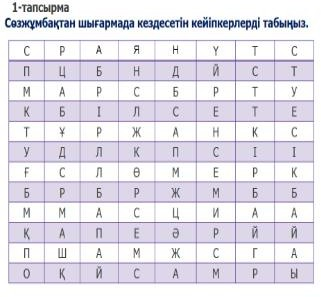 1-тапсырма
Сөзжұмбақтан шығармада кездесетін кейіпкерлерді табыңыз.
С Р А Я Н Ү Т С
П Ц Б Н Д Й С Т
М А Р С Б Р Т У
К Б І Л С Е Т Е
Т Ұ Р Ж А Н К С
У Д Л К П С І І
Ғ С Л Ө М Е Р К
Б Р Б Р Ж М Б Б
М М А С Ц И А А
Қ А П Е Ә Р Й Й
П Ш А М Ж С Г А
О Қ Й С А М Р Ы